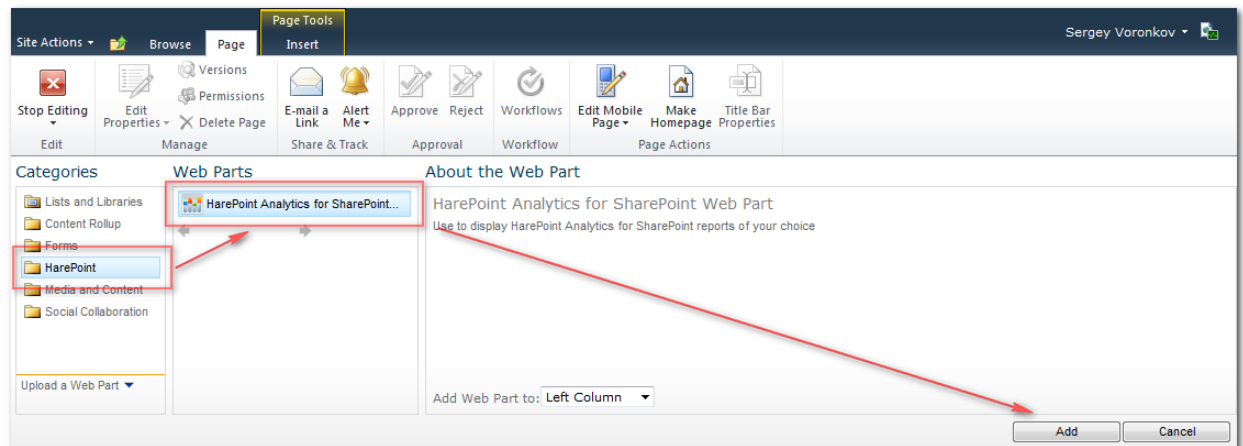 Page Tools
Sergey Voronkov
Site Actions Browse Page Insert
Stop Editing
Edit Properties
Versions
Permissions
Delete Page
E-mail a Link
Alert Me
Approve
Reject
Workflows
Edit Mobile Page
Make Homepage
Title Bar Properties
Edit
Manage
Share & Track
Approval
Workflow
Page Actions
Categories
Lists and Libraries
Content Rollup
Forms
HarePoint
Media and Content
Social Collaboration
Upload a Web Part
Web Parts
HarePoint Analytics for SharePoint...
About the Web Part
HarePoint Analytics for SharePoint Web Part
Use to display HarePoint Analytics for SharePoint reports of your choice
Add Web Part to: Left Column
Add
Cancel